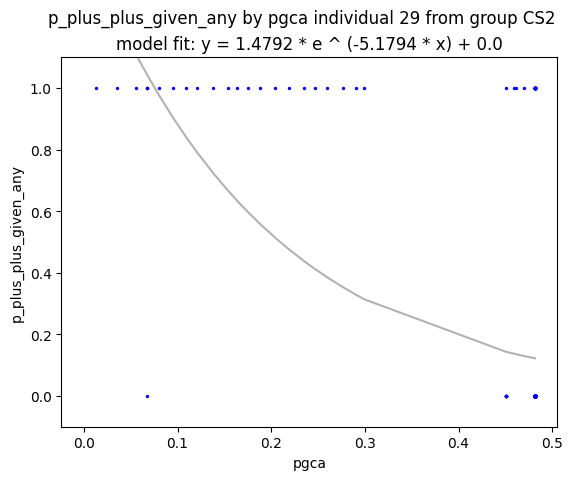 p_plus_plus_given_any by pgca individual 29 from group CS2
model fit: y = 1.4792 * e ^ (-5.1794 * x) + 0.0
1.0
0.8
0.6
0.4
0.2
0.0
p_plus_plus_given_any
0.0 0.1 0.2 0.3 0.4 0.5
pgca